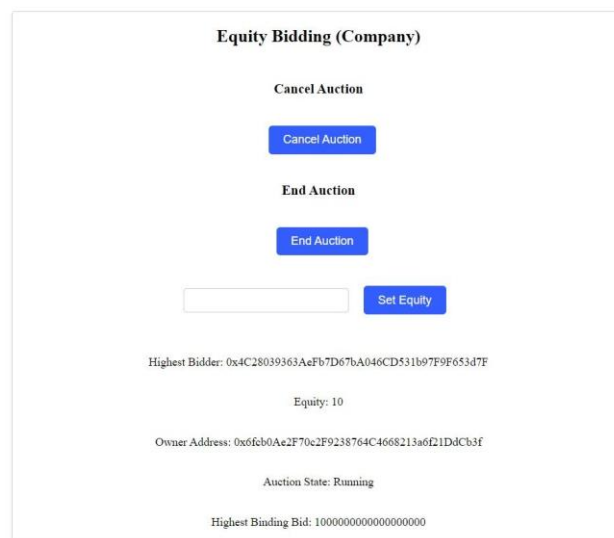 Equity Bidding (Company)
Cancel Auction
Cancel Auction
End Auction
End Auction
Set Equity
Highest Bidder: 0x4C28039363AeFb7D67bA046CD531b97F9F653d7F
Equity: 10
Owner Address: 0x6fcb0Ae2F70c2F9238764C4668213a6f21DdCb3f
Auction State: Running
Highest Binding Bid: 1000000000000000000